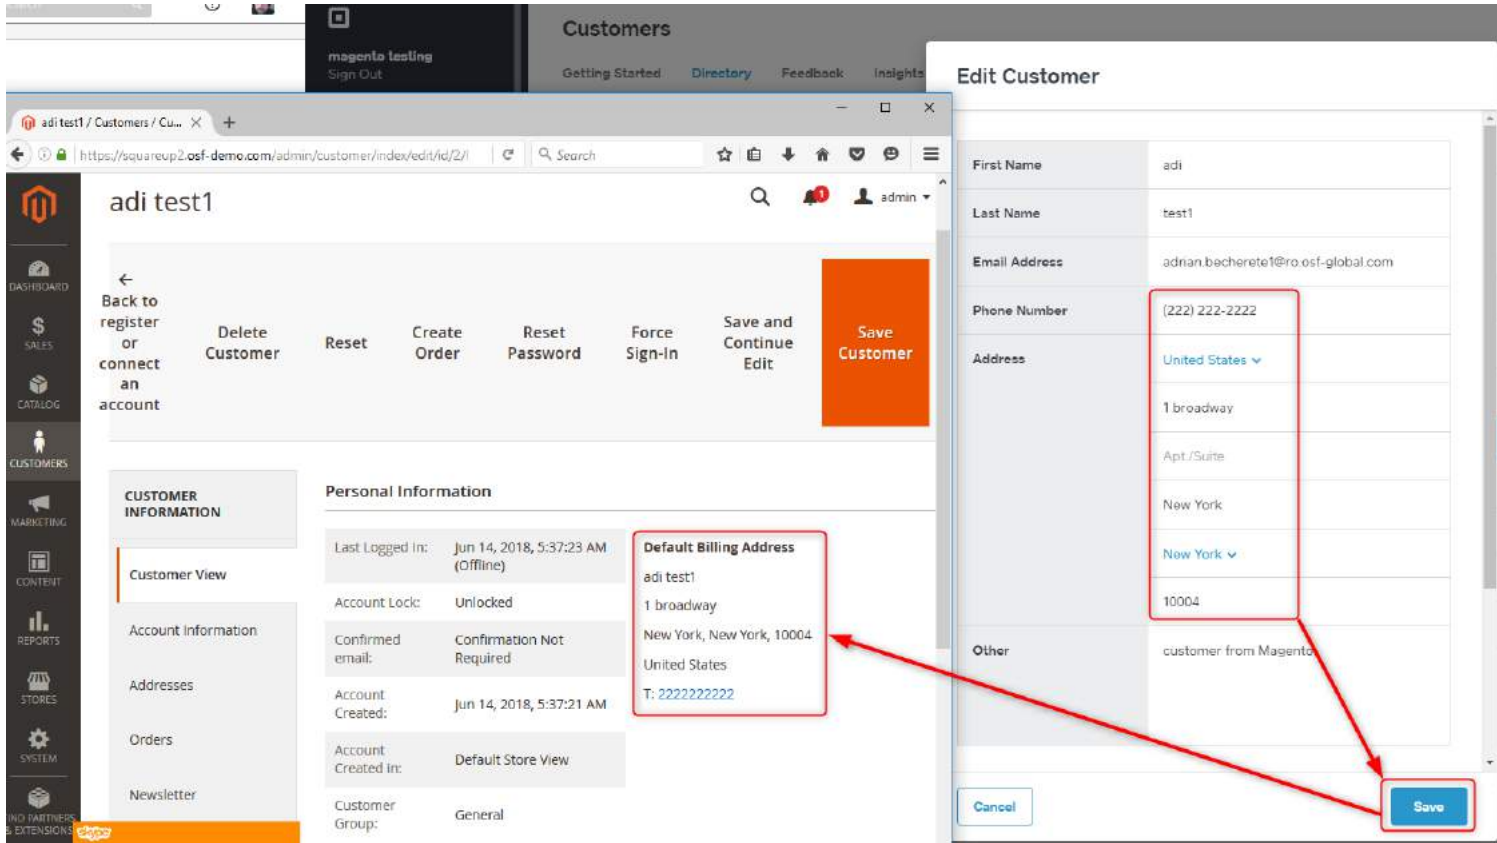 magento testing
Sign Out
Customers
Getting Started
Directory
Feedback
Insights
Edit Customer
adi test1 / Customers / Cu...
https://squareup2.osf-demo.com/admin/customer/index/edit/id/2/
Search
adi test1
1
admin
DASHBOARD
SALES
CATALOG
CUSTOMERS
MARKETING
CONTENT
REPORTS
STORES
SYSTEM
FIND PARTNERS
& EXTENSIONS
skype
Back to
register
or
connect
an
account
Delete
Customer
Reset
Create
Order
Reset
Password
Force
Sign-In
Save and
Continue
Edit
Save
Customer
CUSTOMER
INFORMATION
Customer View
Account Information
Addresses
Orders
Newsletter
Personal Information
Last Logged In:
Jun 14, 2018, 5:37:23 AM
(Offline)
Account Lock:
Unlocked
Confirmed
email:
Confirmation Not
Required
Account
Created:
Jun 14, 2018, 5:37:21 AM
Account
Created in:
Default Store View
Customer
Group:
General
Default Billing Address
adi test1
1 broadway
New York, New York, 10004
United States
T: 2222222222
First Name
adi
Last Name
test1
Email Address
adrian.becherete1@ro.osf-global.com
Phone Number
(222) 222-2222
Address
United States
1 broadway
Apt./Suite
New York
New York
10004
Other
customer from Magento
Cancel
Save